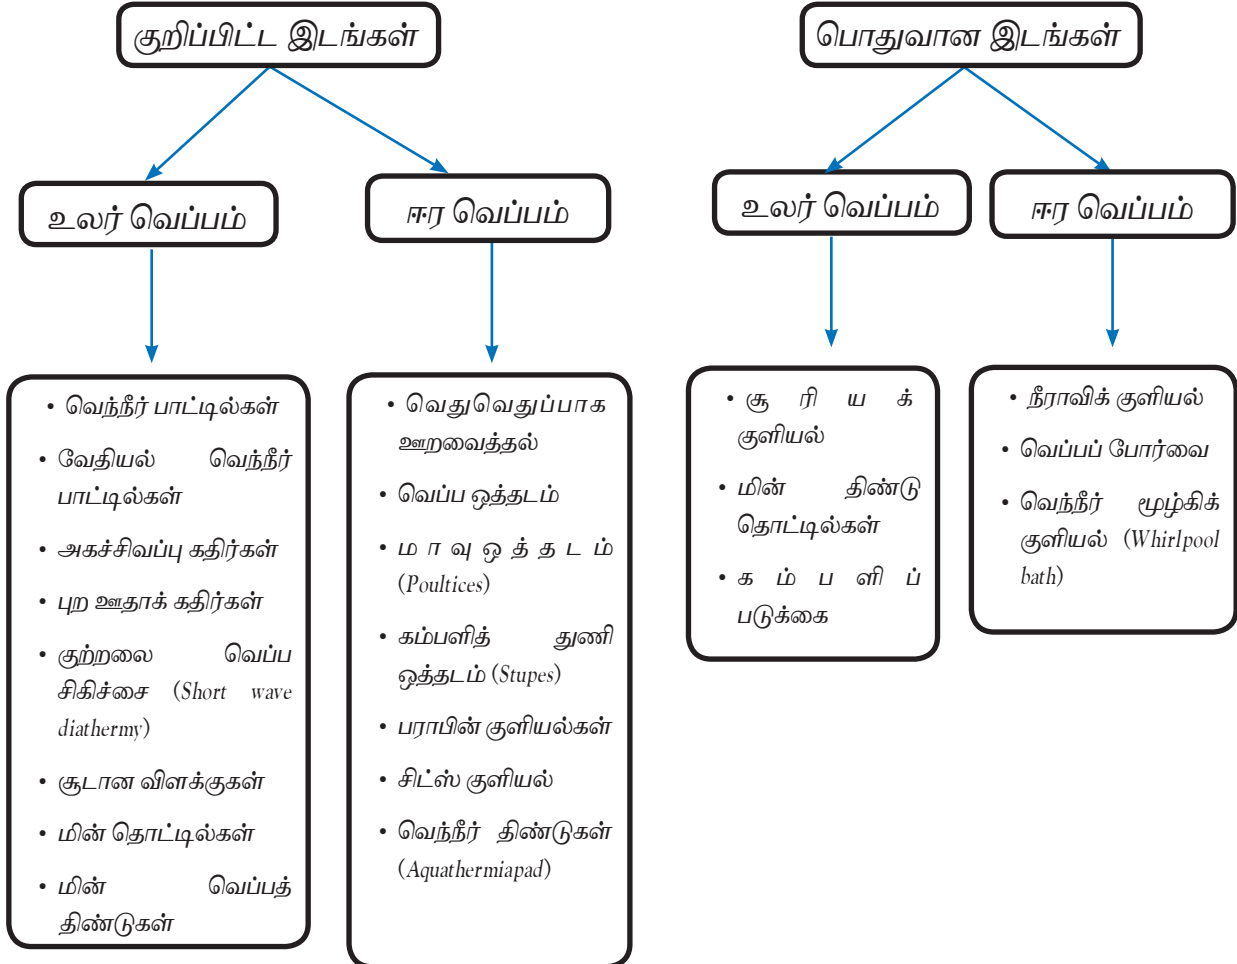 குறிப்பிட்ட இடங்கள்
உலர் வெப்பம்
• வெந்நீர் பாட்டில்கள்
• வேதியல் வெந்நீர்
பாட்டில்கள்
• அகச்சிவப்பு கதிர்கள்
• புற ஊதாக் கதிர்கள்
• குற்றலை வெப்ப
சிகிச்சை (Short wave
diathermy)
• சூடான விளக்குகள்
• மின் தொட்டில்கள்
• மின் வெப்பத்
திண்டுகள்
ஈர வெப்பம்
• வெதுவெதுப்பாக
ஊறவைத்தல்
• வெப்ப ஒத்தடம்
• மாவு ஒத்தடம்
(Poultices)
• கம்பளித் துணி
ஒத்தடம் (Stupes)
• பராபின் குளியல்கள்
• சிட்ஸ் குளியல்
• வெந்நீர் திண்டுகள்
(Aquathermiapad)
பொதுவான இடங்கள்
உலர் வெப்பம்
• சூரியக்
குளியல்
• மின் திண்டு
தொட்டில்கள்
• கம்பளிப்
படுக்கை
ஈர வெப்பம்
• நீராவிக் குளியல்
• வெப்பப் போர்வை
• வெந்நீர் மூழ்கிக்
குளியல் (Whirlpool
bath)